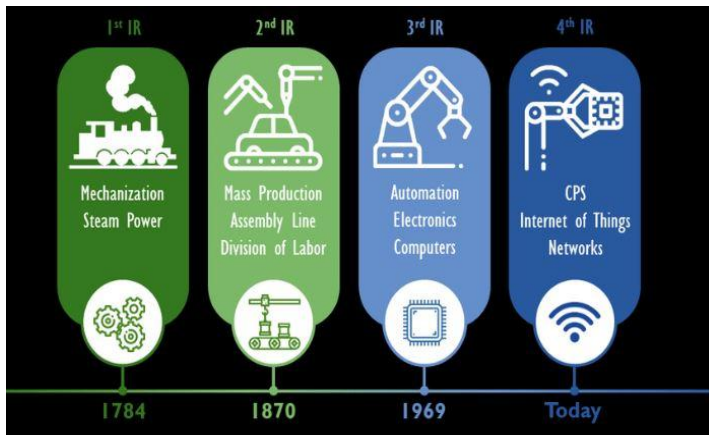 1st IR
Mechanization
Steam Power
1784
2nd IR
Mass Production
Assembly Line
Division of Labor
1870
3rd IR
Automation
Electronics
Computers
1969
4th IR
CPS
Internet of Things
Networks
Today